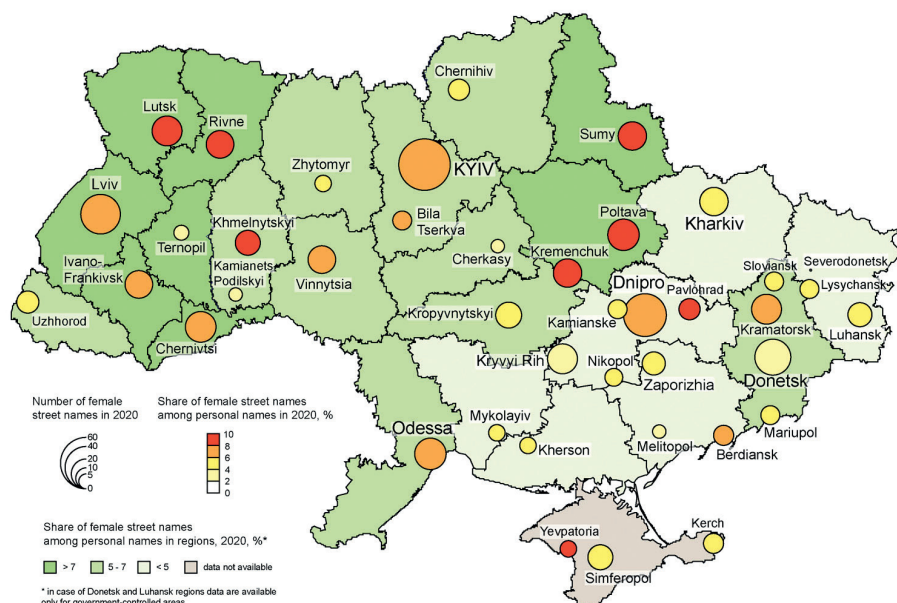 Chernihiv
Lutsk
Rivne
Sumy
Zhytomyr
KYIV
Lviv
Poltava
Kharkiv
Khmelnytskyi
Bila
Tserkva
Ternopil
Cherkasy
Kremenchuk
Ivano-
Frankivsk
Kamianets
Podilskyi
Vinnytsia
Sloviansk
Severodonetsk
Dnipro
Pavlohrad
Lysychansk
Uzhhorod
Kropyvnytskyi
Kamianske
Kramatorsk
Chernivtsi
Luhansk
Kryvyi Rih
Nikopol
Donetsk
Zaporizhia
Number of female
street names in 2020
60
40
20
10
5
0
Share of female street names
among personal names in 2020, %
10
8
6
4
2
0
Odessa
Mykolayiv
Mariupol
Kherson
Melitopol
Berdiansk
Share of female street names
among personal names in regions, 2020, %*
> 7
5 - 7
< 5
data not available
Yevpatoria
Kerch
Simferopol
* in case of Donetsk and Luhansk regions data are available
only for government-controlled areas